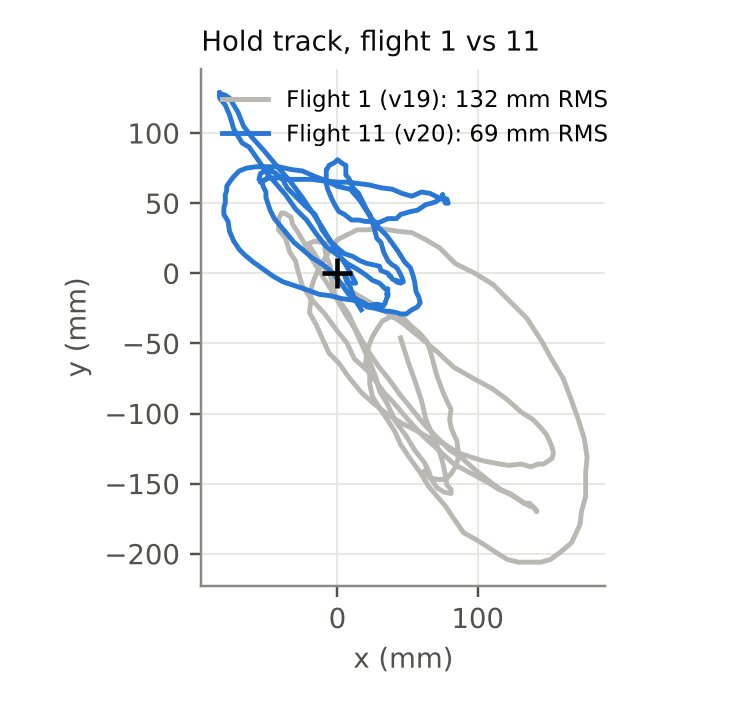 Hold track, flight 1 vs 11
Flight 1 (v19): 132 mm RMS
Flight 11 (v20): 69 mm RMS
100
50
0
−50
−100
−150
−200
y (mm)
0
100
x (mm)